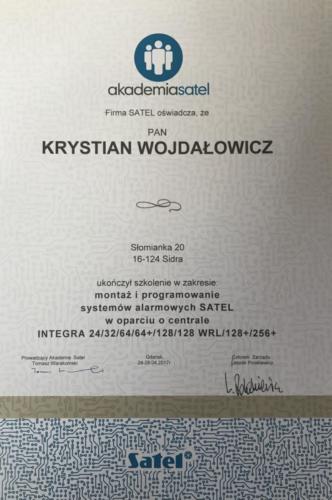 akademiasatel
Firma SATEL oświadcza, że
PAN
KRYSTIAN WOJDAŁOWICZ
Słomianka 20
16-124 Sidra
ukończył szkolenie w zakresie:
montaż i programowanie
systemów alarmowych SATEL
w oparciu o centrale
INTEGRA 24/32/64/64+/128/128 WRL/128+/256+
Prowadzący Akademię Satel
Tomasz Warakomski
Gdańsk,
Członek Zarządu
Satel®